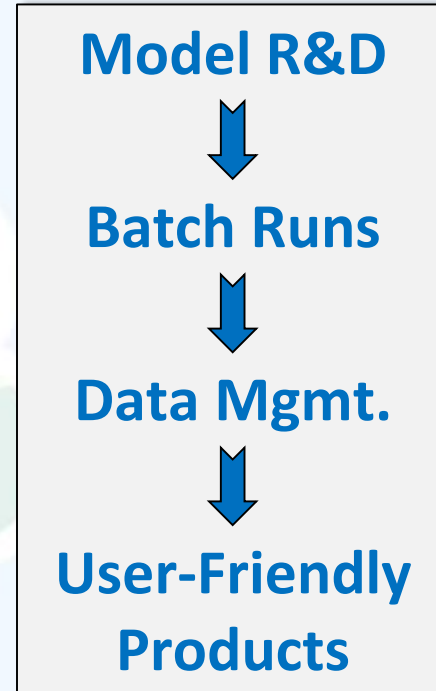 Model R&D
Batch Runs
Data Mgmt.
User-Friendly
Products